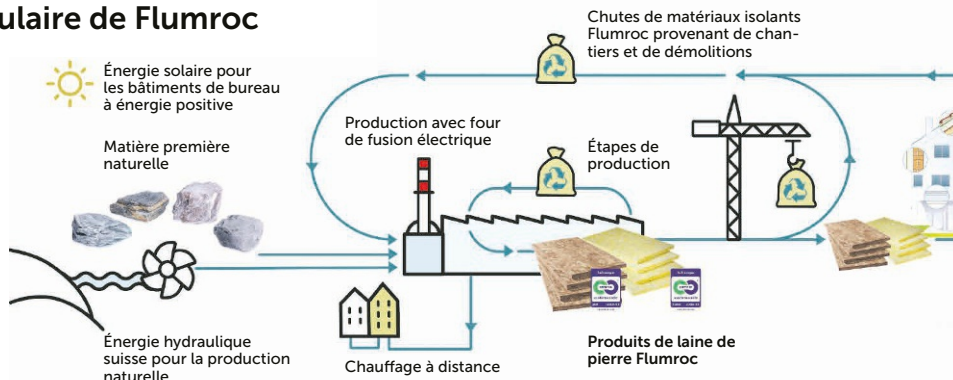 ulaire de Flumroc
Chutes de matériaux isolants
Flumroc provenant de chan-
tiers et de démolitions
Énergie solaire pour
les bâtiments de bureau
à énergie positive
Production avec four
de fusion électrique
Matière première
naturelle
Étapes de
production
Énergie hydraulique
suisse pour la production
naturelle
Chauffage à distance
Produits de laine de
pierre Flumroc